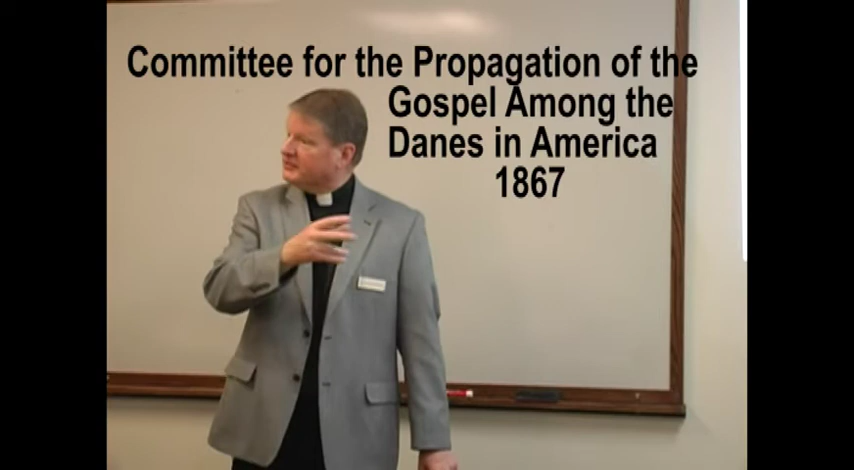 Committee for the Propagation of the
Gospel Among the
Danes in America
1867